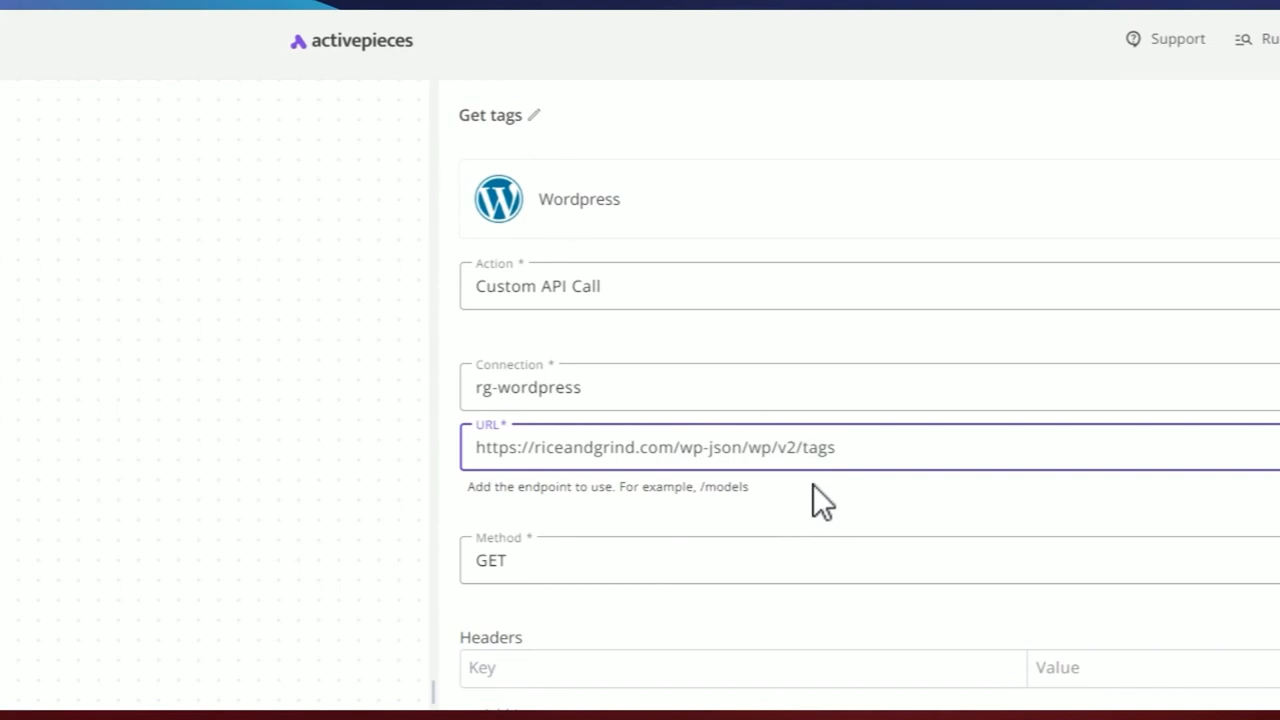 activepieces
Support
Ru
Get tags
Wordpress
Action *
Custom API Call
Connection *
rg-wordpress
URL*
https://riceandgrind.com/wp-json/wp/v2/tags
Add the endpoint to use. For example, /models
Method *
GET
Headers
Key
Value